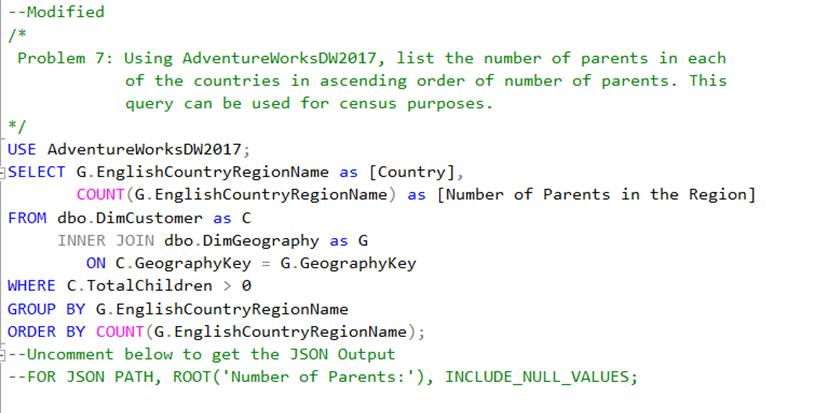 --Modified
/*
 Problem 7: Using AdventureWorksDW2017, list the number of parents in each
            of the countries in ascending order of number of parents. This
            query can be used for census purposes.
*/
USE AdventureWorksDW2017;
SELECT G.EnglishCountryRegionName as [Country],
       COUNT(G.EnglishCountryRegionName) as [Number of Parents in the Region]
FROM dbo.DimCustomer as C
     INNER JOIN dbo.DimGeography as G
        ON C.GeographyKey = G.GeographyKey
WHERE C.TotalChildren > 0
GROUP BY G.EnglishCountryRegionName
ORDER BY COUNT(G.EnglishCountryRegionName);
--Uncomment below to get the JSON Output
--FOR JSON PATH, ROOT('Number of Parents:'), INCLUDE_NULL_VALUES;